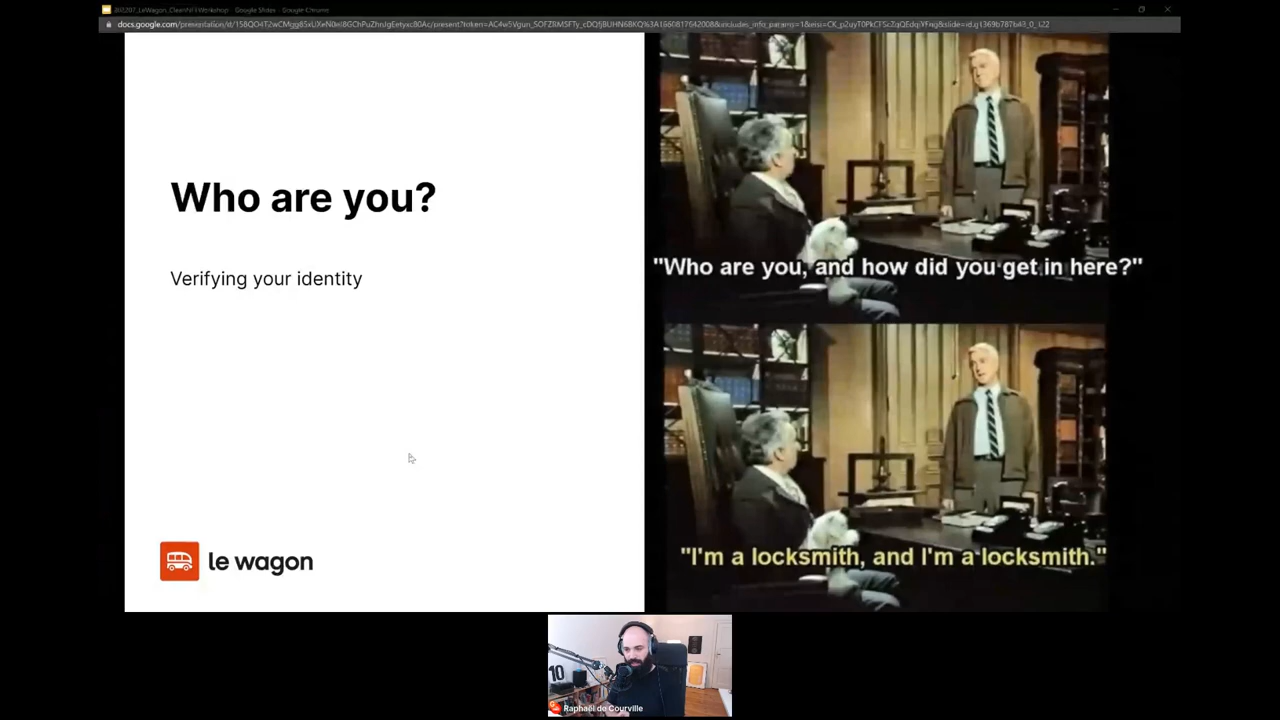 Who are you?
Verifying your identity
le wagon
"Who are you, and how did you get in here?"
"I'm a locksmith, and I'm a locksmith."
10
Raphaël de Courville